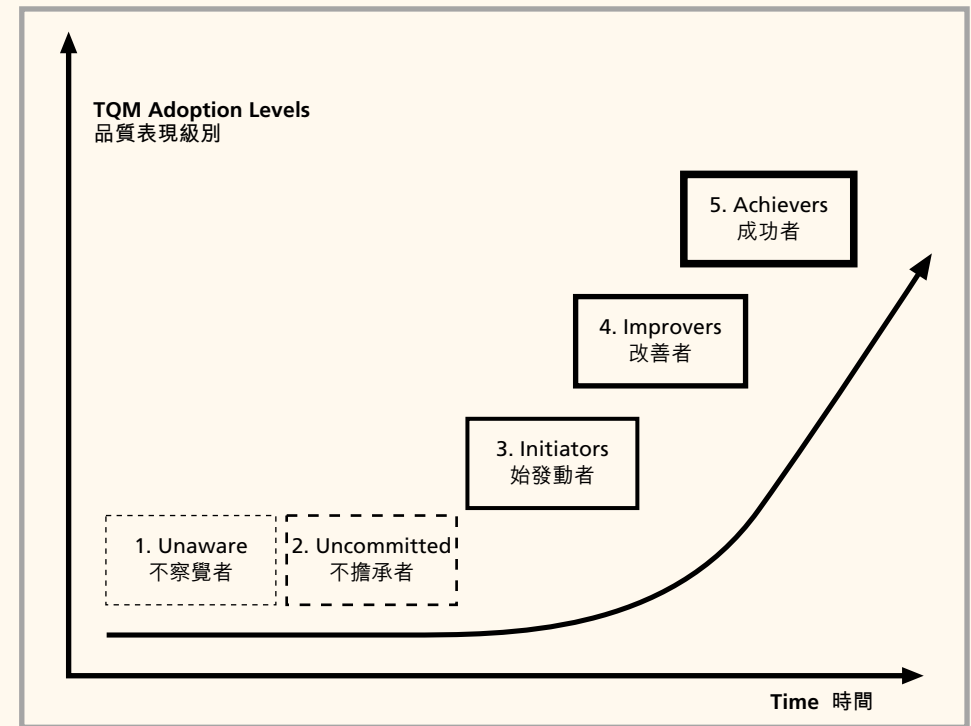 TQM Adoption Levels
品質表現級別
5. Achievers
成功者
4. Improvers
改善者
3. Initiators
始發動者
1. Unaware
不察覺者
2. Uncommitted
不擔承者
Time 時間